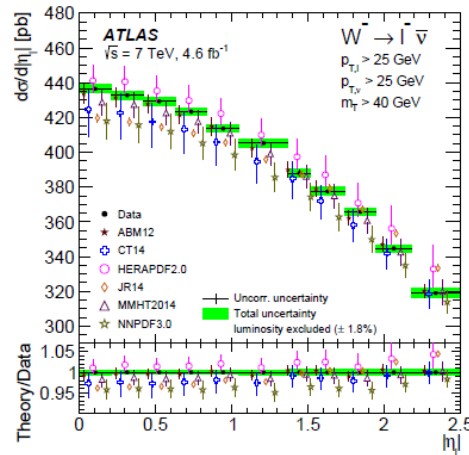 dσ/d|η_l| [pb]
480
460
440
420
400
380
360
340
320
ATLAS
√s = 7 TeV, 4.6 fb⁻¹
W⁻ → l⁻ ν̄
p_T,l > 25 GeV
p_T,ν > 25 GeV
m_T > 40 GeV
Data
ABM12
CT14
HERAPDF2.0
JR14
MMHT2014
NNPDF3.0
Uncorr. uncertainty
Total uncertainty
luminosity excluded (± 1.8%)
Theory/Data
1.05
1
0.95
0 0.5 1 1.5 2 2.5
|η_l|